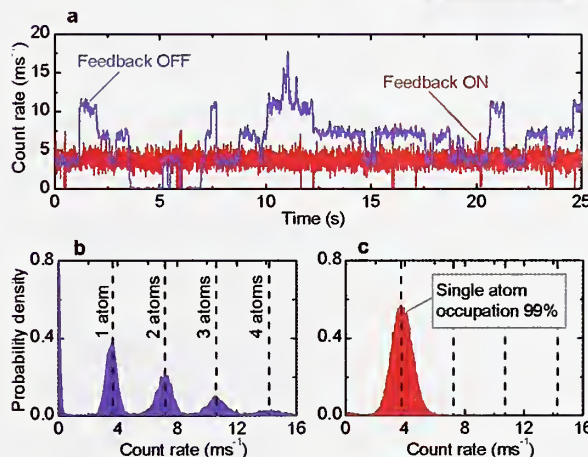 a
Count rate (ms⁻¹)
20
15
10
5
0
Feedback OFF
Feedback ON
0 5 10 15 20 25
Time (s)
b
Probability density
0.8
0.4
0.0
1 atom
2 atoms
3 atoms
4 atoms
0 4 8 12 16
Count rate (ms⁻¹)
c
0.8
0.4
0.0
Single atom
occupation 99%
0 4 8 12 16
Count rate (ms⁻¹)